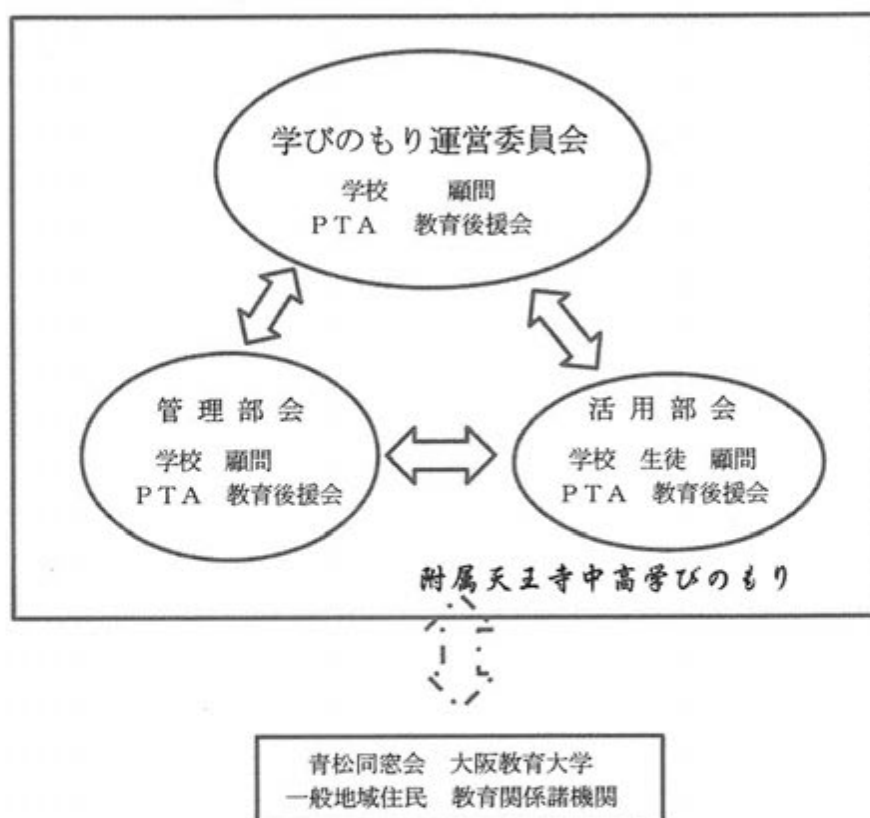 学びのもり運営委員会
学校 顧問
PTA 教育後援会
管理部会
学校 顧問
PTA 教育後援会
活用部会
学校 生徒 顧問
PTA 教育後援会
附属天王寺中高学びのもり
青松同窓会 大阪教育大学
一般地域住民 教育関係諸機関